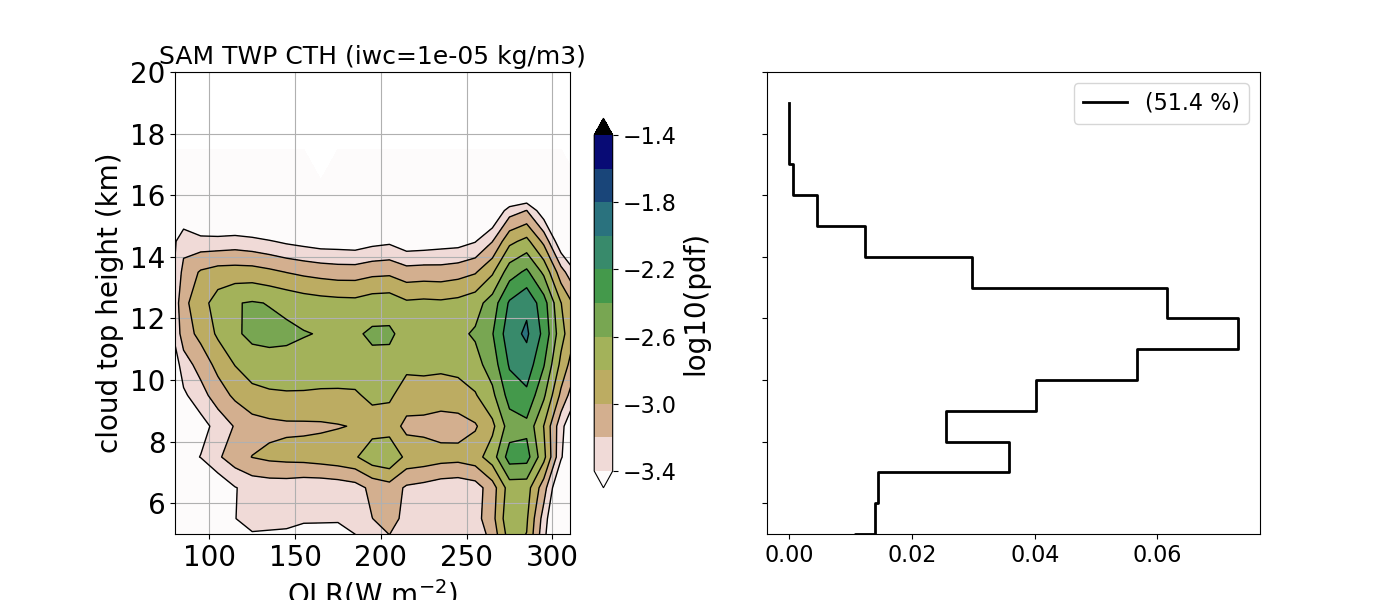 SAM TWP CTH (iwc=1e-05 kg/m3)
20
18
16
14
12
10
8
6
cloud top height (km)
100 150 200 250 300
OLR(W m−2)
−1.4
−1.8
−2.2
−2.6
−3.0
−3.4
log10(pdf)
(51.4 %)
0.00 0.02 0.04 0.06